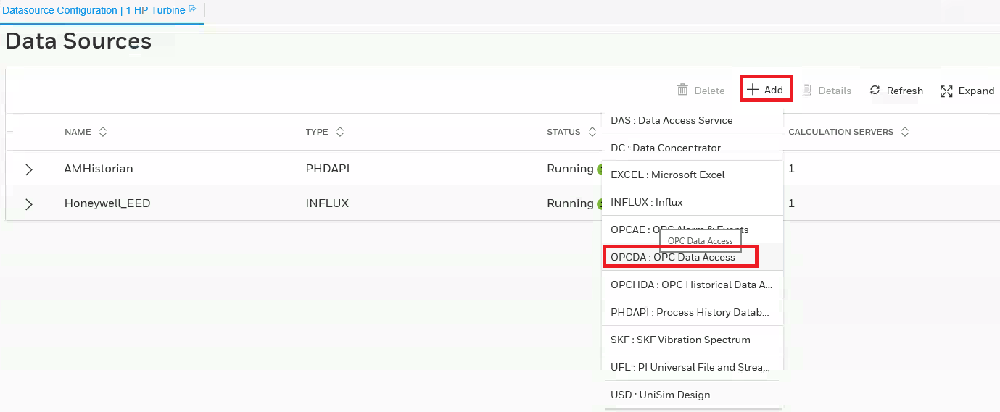 Datasource Configuration | 1 HP Turbine
Data Sources
Delete
Add
Details
Refresh
Expand
NAME
TYPE
STATUS
CALCULATION SERVERS
AMHistorian
PHDAPI
Running
1
Honeywell_EED
INFLUX
Running
1
DAS : Data Access Service
DC : Data Concentrator
EXCEL : Microsoft Excel
INFLUX : Influx
OPCAE : OPC Alarm & Events
OPC Data Access
OPCDA : OPC Data Access
OPCHDA : OPC Historical Data A...
PHDAPI : Process History Datab...
SKF : SKF Vibration Spectrum
UFL : PI Universal File and Strea...
USD : UniSim Design